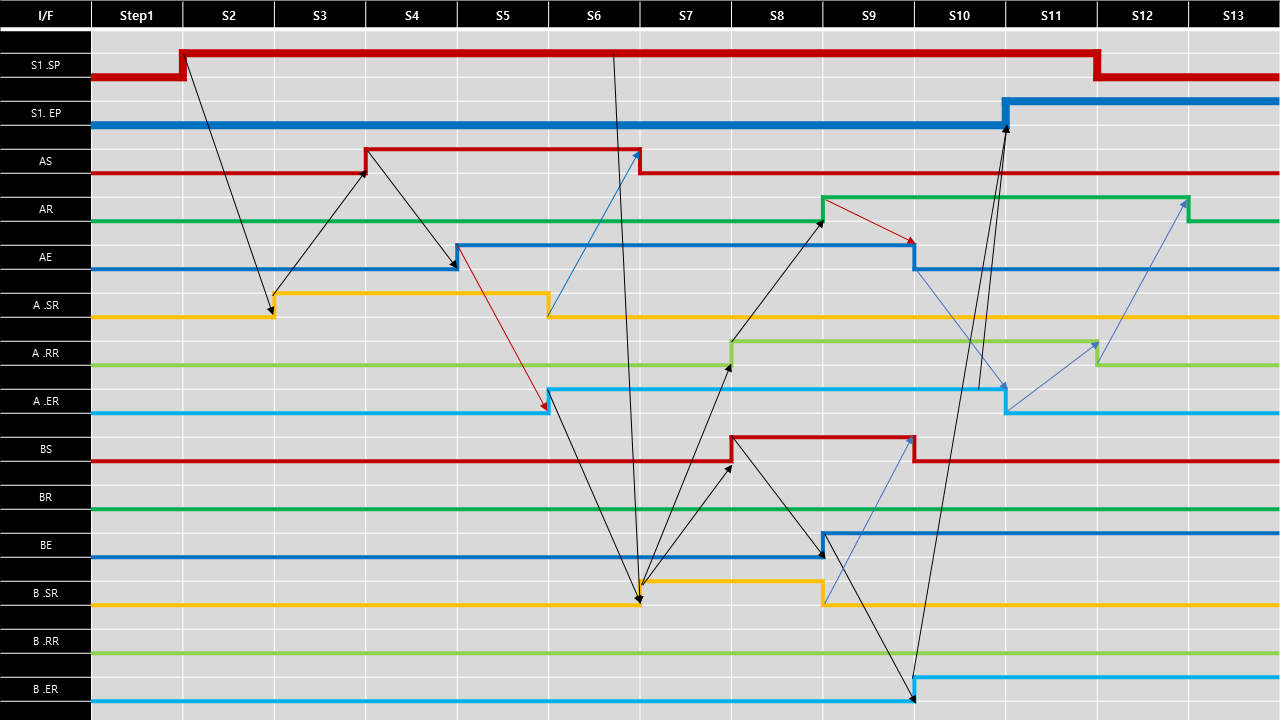 I/F Step1 S2 S3 S4 S5 S6 S7 S8 S9 S10 S11 S12 S13
S1 .SP
S1. EP
AS
AR
AE
A .SR
A .RR
A .ER
BS
BR
BE
B .SR
B .RR
B .ER